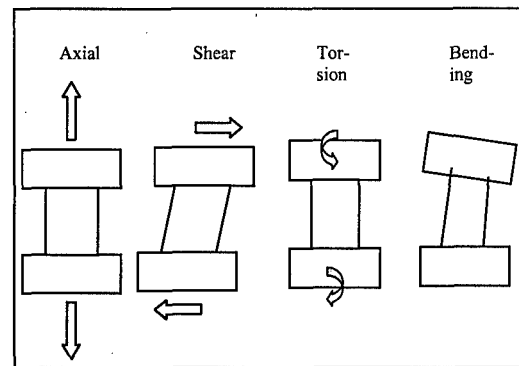 Axial
Shear
Tor-
sion
Bend-
ing